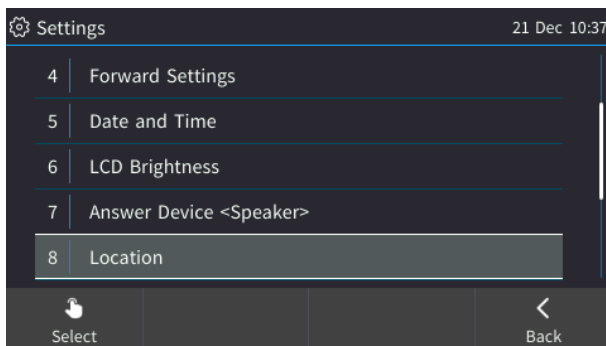 Settings
21 Dec 10:37
4 Forward Settings
5 Date and Time
6 LCD Brightness
7 Answer Device <Speaker>
8 Location
Select
Back